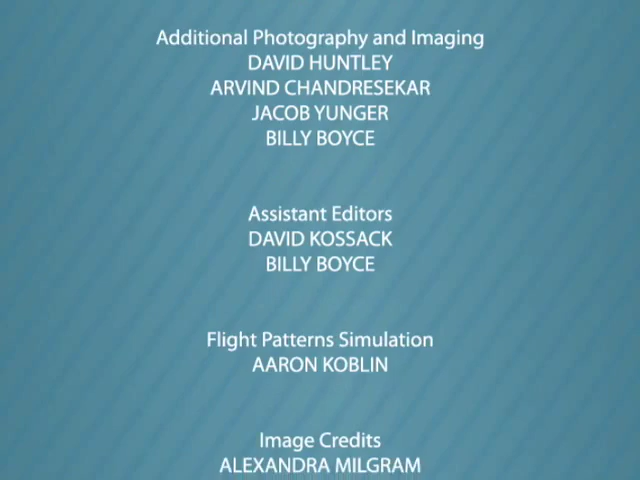 Additional Photography and Imaging
DAVID HUNTLEY
ARVIND CHANDRESEKAR
JACOB YUNGER
BILLY BOYCE
Assistant Editors
DAVID KOSSACK
BILLY BOYCE
Flight Patterns Simulation
AARON KOBLIN
Image Credits
ALEXANDRA MILGRAM